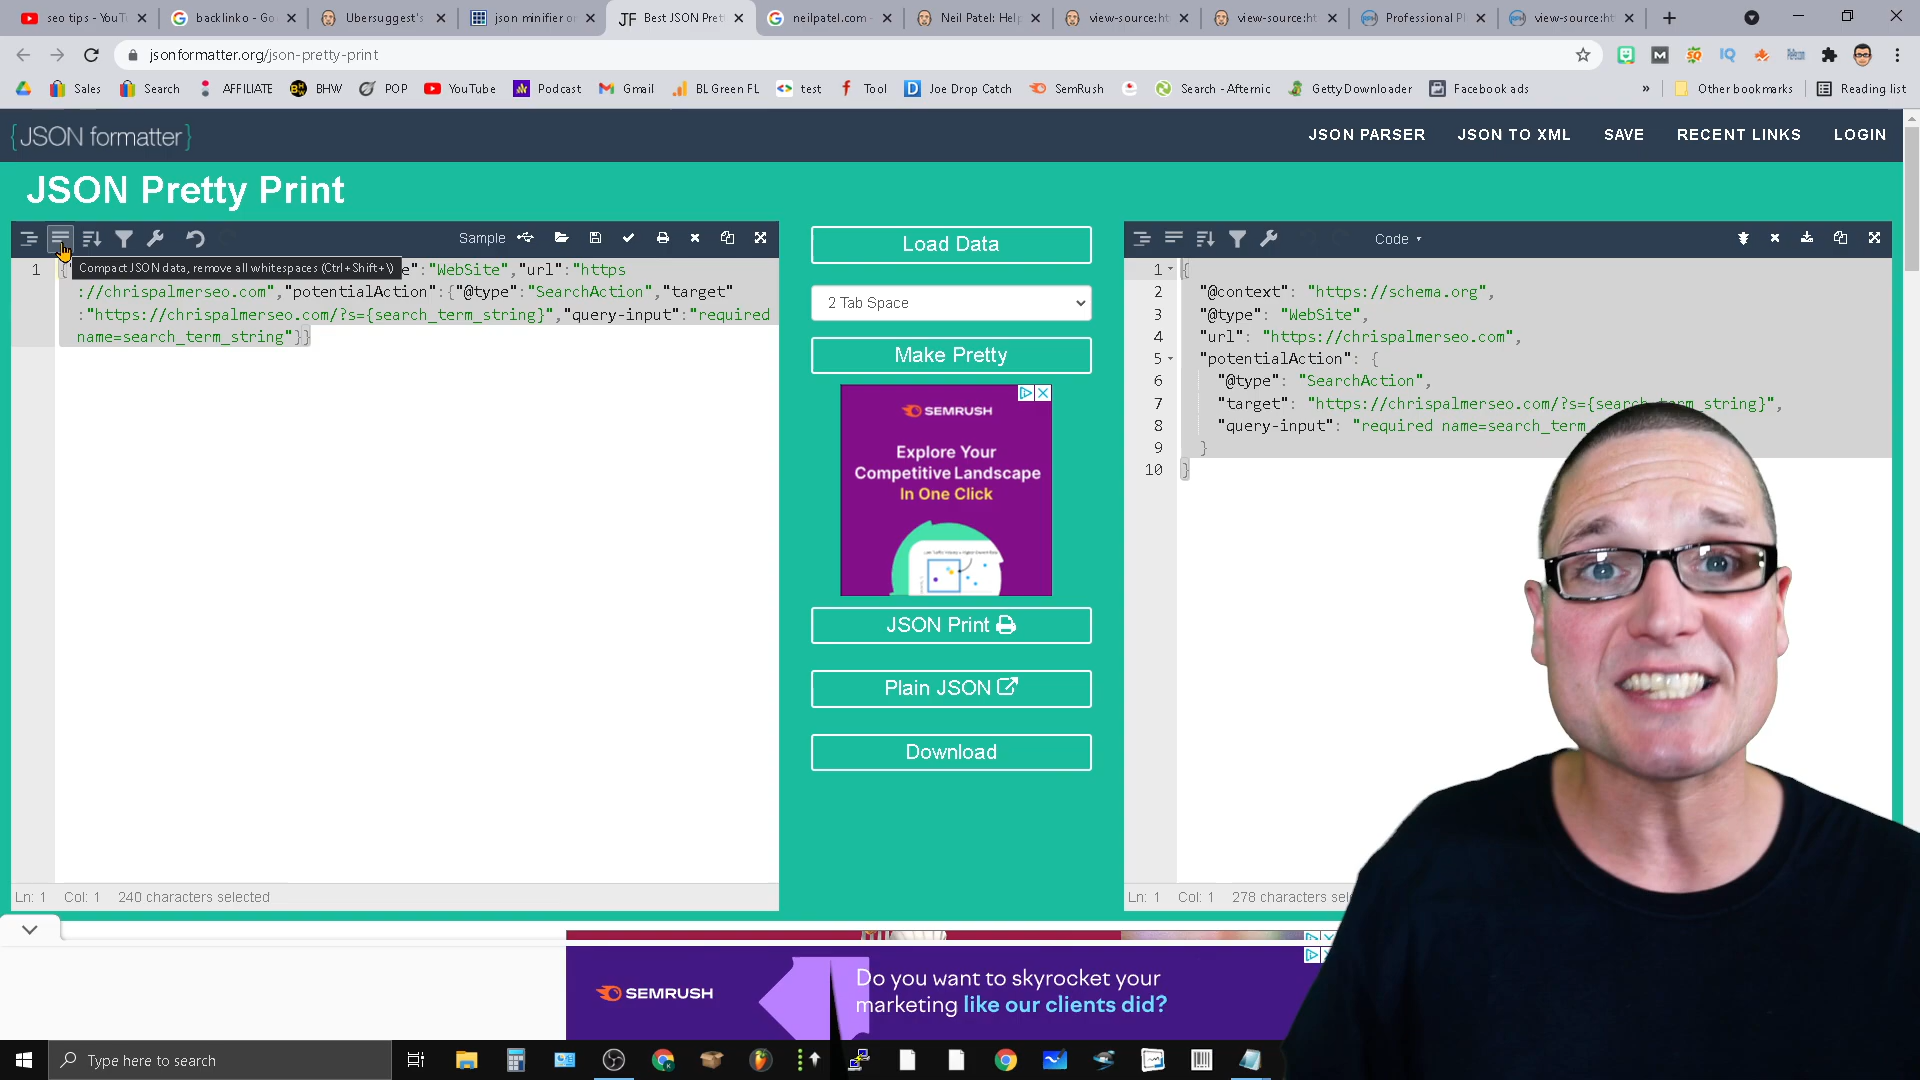 seo tips - YouT
backlinko - Go
Ubersuggest's
json minifier o
JF Best JSON Pret
neilpatel.com -
Neil Patel: Hel
view-source:ht
view-source:ht
Professional Pl
view-source:ht
jsonformatter.org/json-pretty-print
Sales
Search
AFFILIATE
BHW
POP
YouTube
Podcast
Gmail
BL Green FL
test
Tool
Joe Drop Catch
SemRush
Search - Afternic
GettyDownloader
Facebook ads
»
Other bookmarks
Reading list
{JSON formatter}
JSON PARSER
JSON TO XML
SAVE
RECENT LINKS
LOGIN
JSON Pretty Print
Sample
Compact JSON data, remove all whitespaces (Ctrl+Shift+\)
1 {" e":"WebSite","url":"https
://chrispalmerseo.com","potentialAction":{"@type":"SearchAction","target"
:"https://chrispalmerseo.com/?s={search_term_string}","query-input":"required
name=search_term_string"}}
Ln: 1 Col: 1 240 characters selected
Load Data
2 Tab Space
Make Pretty
SEMRUSH
Explore Your
Competitive Landscape
In One Click
JSON Print
Plain JSON
Download
Code
1 {
2 "@context": "https://schema.org",
3 "@type": "WebSite",
4 "url": "https://chrispalmerseo.com",
5 "potentialAction": {
6 "@type": "SearchAction",
7 "target": "https://chrispalmerseo.com/?s={search_term_string}",
8 "query-input": "required name=search_term
9 }
10 }
Ln: 1 Col: 1 278 characters sel
SEMRUSH
Do you want to skyrocket your
marketing like our clients did?
Type here to search